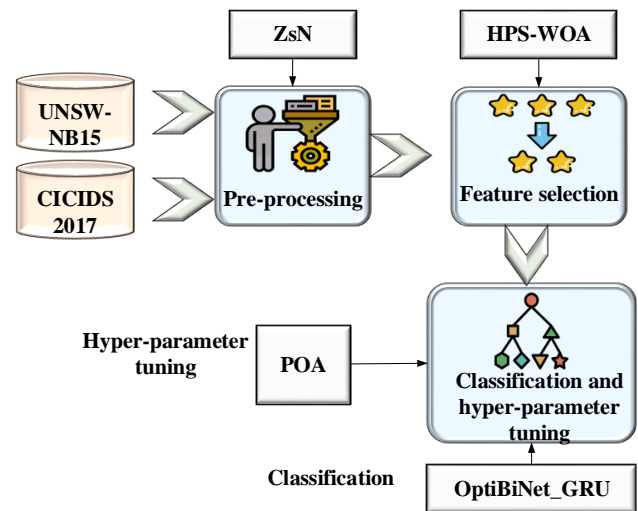 ZsN
HPS-WOA
UNSW-
NB15
CICIDS
2017
Pre-processing
Feature selection
Hyper-parameter
tuning
POA
Classification and
hyper-parameter
tuning
Classification
OptiBiNet_GRU